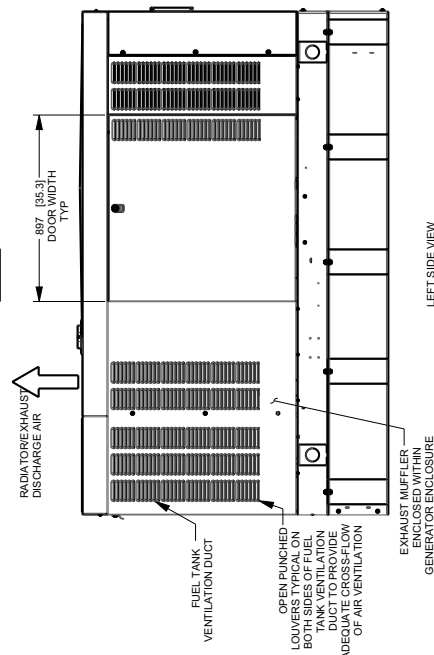 RADIATOR/EXHAUST
DISCHARGE AIR
897 [35.3]
DOOR WIDTH
TYP
FUEL TANK
VENTILATION DUCT
OPEN PUNCHED
LOUVERS TYPICAL ON
BOTH SIDES OF FUEL
TANK VENTILATION
DUCT TO PROVIDE
ADEQUATE CROSS-FLOW
OF AIR VENTILATION
EXHAUST MUFFLER
ENCLOSED WITHIN
GENERATOR ENCLOSURE
LEFT SIDE VIEW